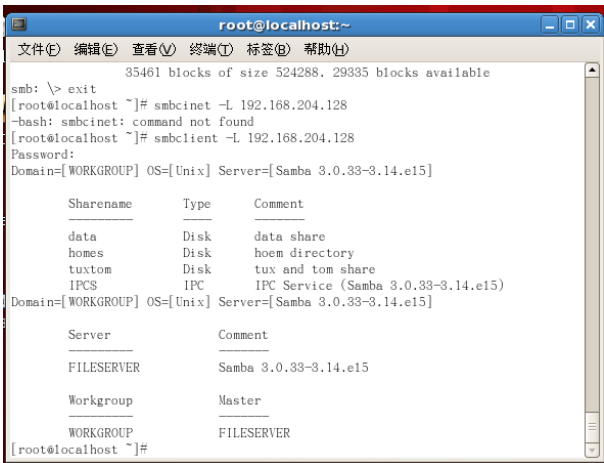 root@localhost:~
文件(F) 编辑(E) 查看(V) 终端(T) 标签(B) 帮助(H)
35461 blocks of size 524288. 29335 blocks available
smb: \> exit
[root@localhost ~]# smbcinet -L 192.168.204.128
-bash: smbcinet: command not found
[root@localhost ~]# smbclient -L 192.168.204.128
Password:
Domain=[WORKGROUP] OS=[Unix] Server=[Samba 3.0.33-3.14.el5]
Sharename Type Comment
--------- ---- -------
data Disk data share
homes Disk hoem directory
tuxtom Disk tux and tom share
IPC$ IPC IPC Service (Samba 3.0.33-3.14.el5)
Domain=[WORKGROUP] OS=[Unix] Server=[Samba 3.0.33-3.14.el5]
Server Comment
--------- -------
FILESERVER Samba 3.0.33-3.14.el5
Workgroup Master
--------- -------
WORKGROUP FILESERVER
[root@localhost ~]#